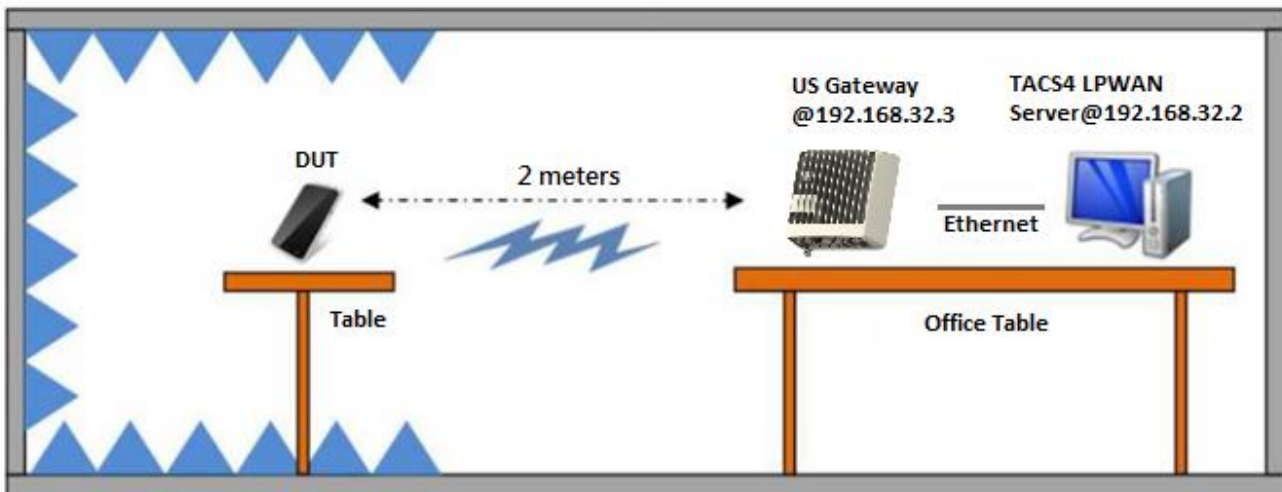 US Gateway
@192.168.32.3
TACS4 LPWAN
Server@192.168.32.2
DUT
2 meters
Ethernet
Table
Office Table